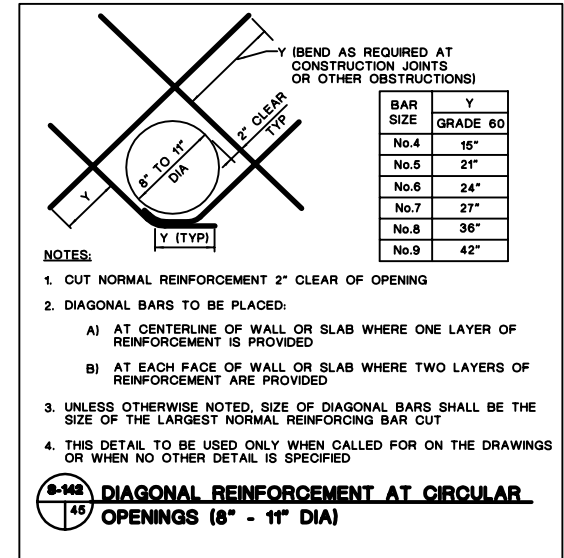 Y (BEND AS REQUIRED AT
CONSTRUCTION JOINTS
OR OTHER OBSTRUCTIONS)
BAR SIZE Y
GRADE 60
No.4 15"
No.5 21"
No.6 24"
No.7 27"
No.8 36"
No.9 42"
2" CLEAR
TYP
8" TO 11"
DIA
Y
Y (TYP)
NOTES:
1. CUT NORMAL REINFORCEMENT 2" CLEAR OF OPENING
2. DIAGONAL BARS TO BE PLACED:
A) AT CENTERLINE OF WALL OR SLAB WHERE ONE LAYER OF
REINFORCEMENT IS PROVIDED
B) AT EACH FACE OF WALL OR SLAB WHERE TWO LAYERS OF
REINFORCEMENT ARE PROVIDED
3. UNLESS OTHERWISE NOTED, SIZE OF DIAGONAL BARS SHALL BE THE
SIZE OF THE LARGEST NORMAL REINFORCING BAR CUT
4. THIS DETAIL TO BE USED ONLY WHEN CALLED FOR ON THE DRAWINGS
OR WHEN NO OTHER DETAIL IS SPECIFIED
S-142
45
DIAGONAL REINFORCEMENT AT CIRCULAR
OPENINGS (8" - 11" DIA)